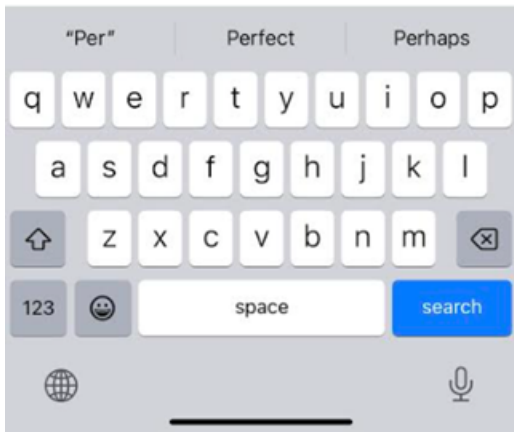 “Per” Perfect Perhaps
q w e r t y u i o p
a s d f g h j k l
z x c v b n m
123 space search